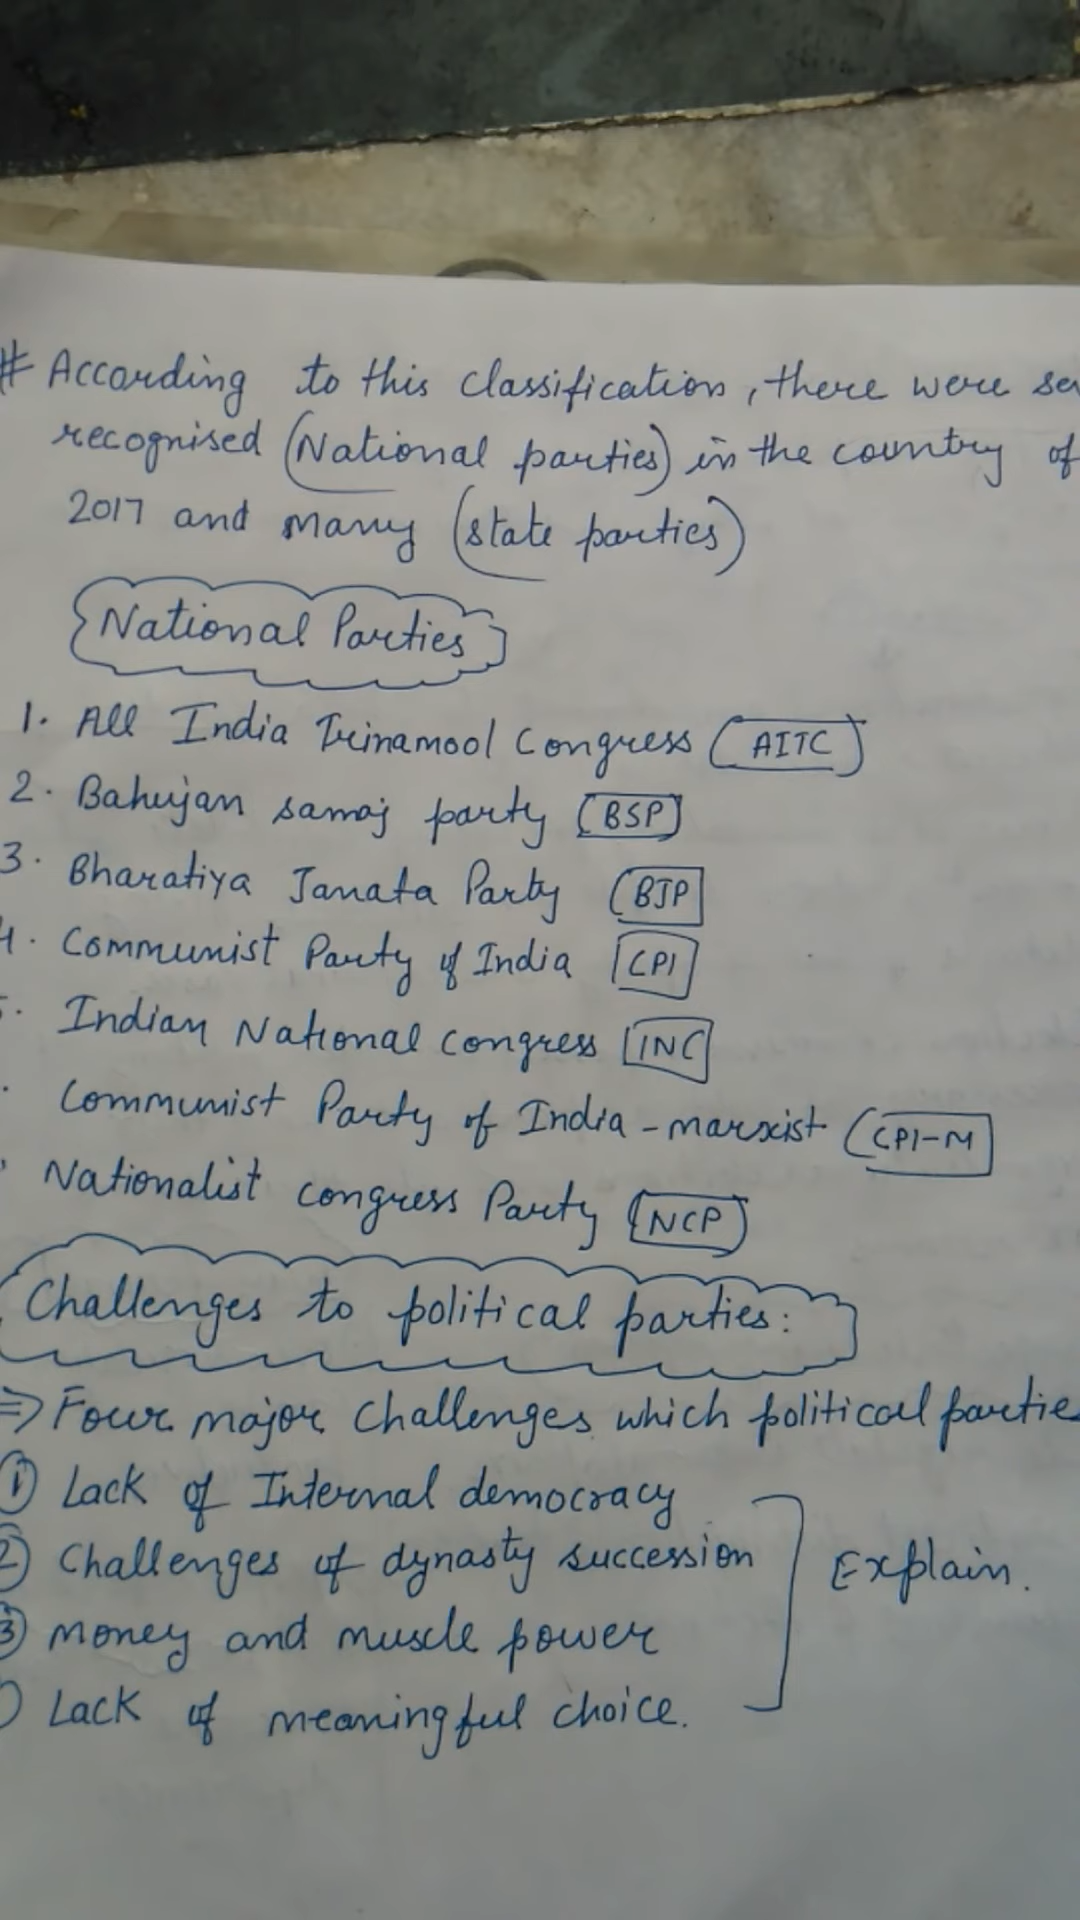 # According to this classification, there were
recognised (National parties) in the country of
2017 and many (state parties)
National Parties
1. All India Trinamool Congress (AITC)
2. Bahujan samaj party (BSP)
3. Bharatiya Janata Party (BJP)
4. Communist Party of India [CPI]
Indian National congress [INC]
Communist Party of India-marxist (CPI-M]
Nationalist congress Party [NCP)
Challenges to political parties:
=> Four major challenges which political parties
① Lack of Internal democracy
② Challenges of dynasty succession
③ Money and muscle power
Lack of meaningful choice.
Explain.